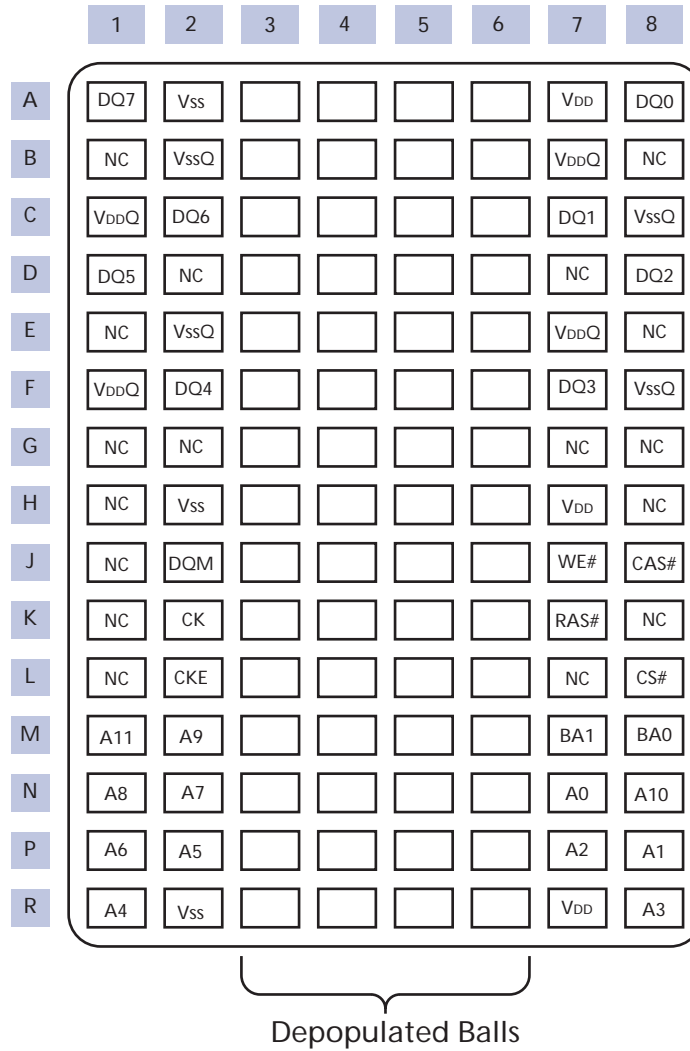 1 2 3 4 5 6 7 8
A DQ7 Vss VDD DQ0
B NC VssQ VDDQ NC
C VDDQ DQ6 DQ1 VssQ
D DQ5 NC NC DQ2
E NC VssQ VDDQ NC
F VDDQ DQ4 DQ3 VssQ
G NC NC NC NC
H NC Vss VDD NC
J NC DQM WE# CAS#
K NC CK RAS# NC
L NC CKE NC CS#
M A11 A9 BA1 BA0
N A8 A7 A0 A10
P A6 A5 A2 A1
R A4 Vss VDD A3
Depopulated Balls